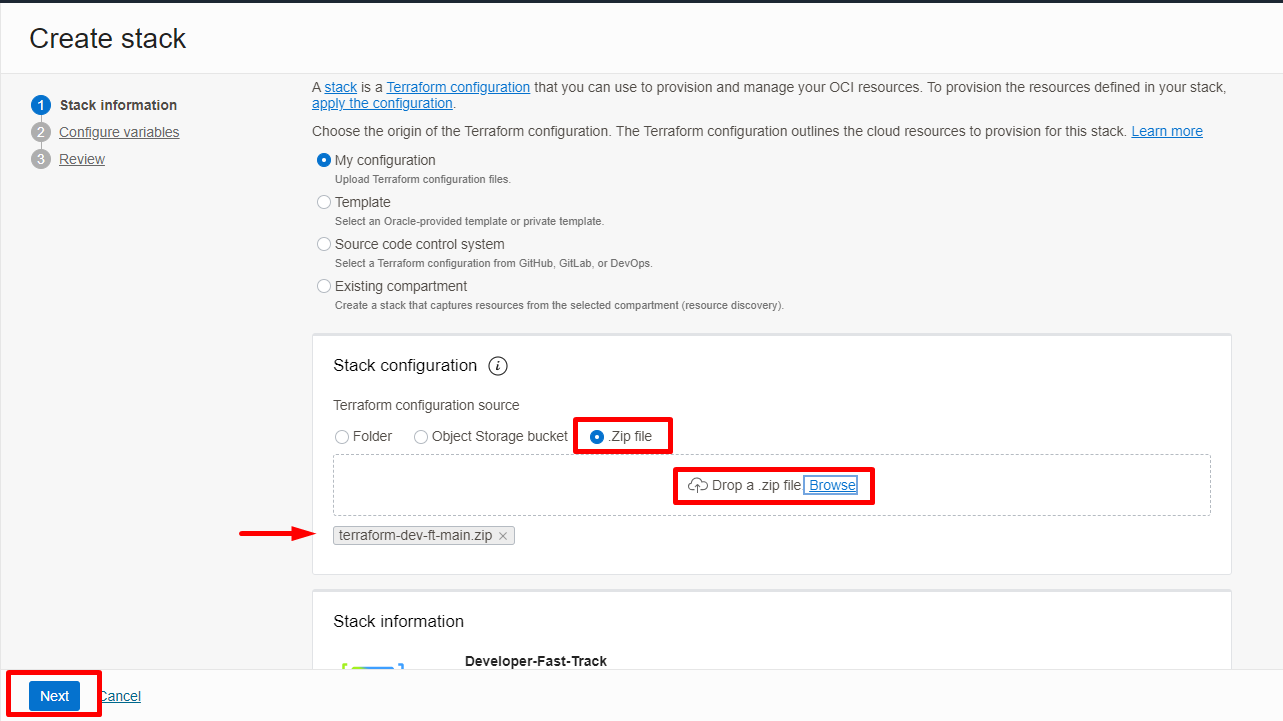 Create stack
1 Stack information
2 Configure variables
3 Review
A stack is a Terraform configuration that you can use to provision and manage your OCI resources. To provision the resources defined in your stack,
apply the configuration.
Choose the origin of the Terraform configuration. The Terraform configuration outlines the cloud resources to provision for this stack. Learn more
My configuration
Upload Terraform configuration files.
Template
Select an Oracle-provided template or private template.
Source code control system
Select a Terraform configuration from GitHub, GitLab, or DevOps.
Existing compartment
Create a stack that captures resources from the selected compartment (resource discovery).
Stack configuration i
Terraform configuration source
Folder Object Storage bucket .Zip file
Drop a .zip file Browse
terraform-dev-ft-main.zip ×
Stack information
Developer-Fast-Track
Next Cancel